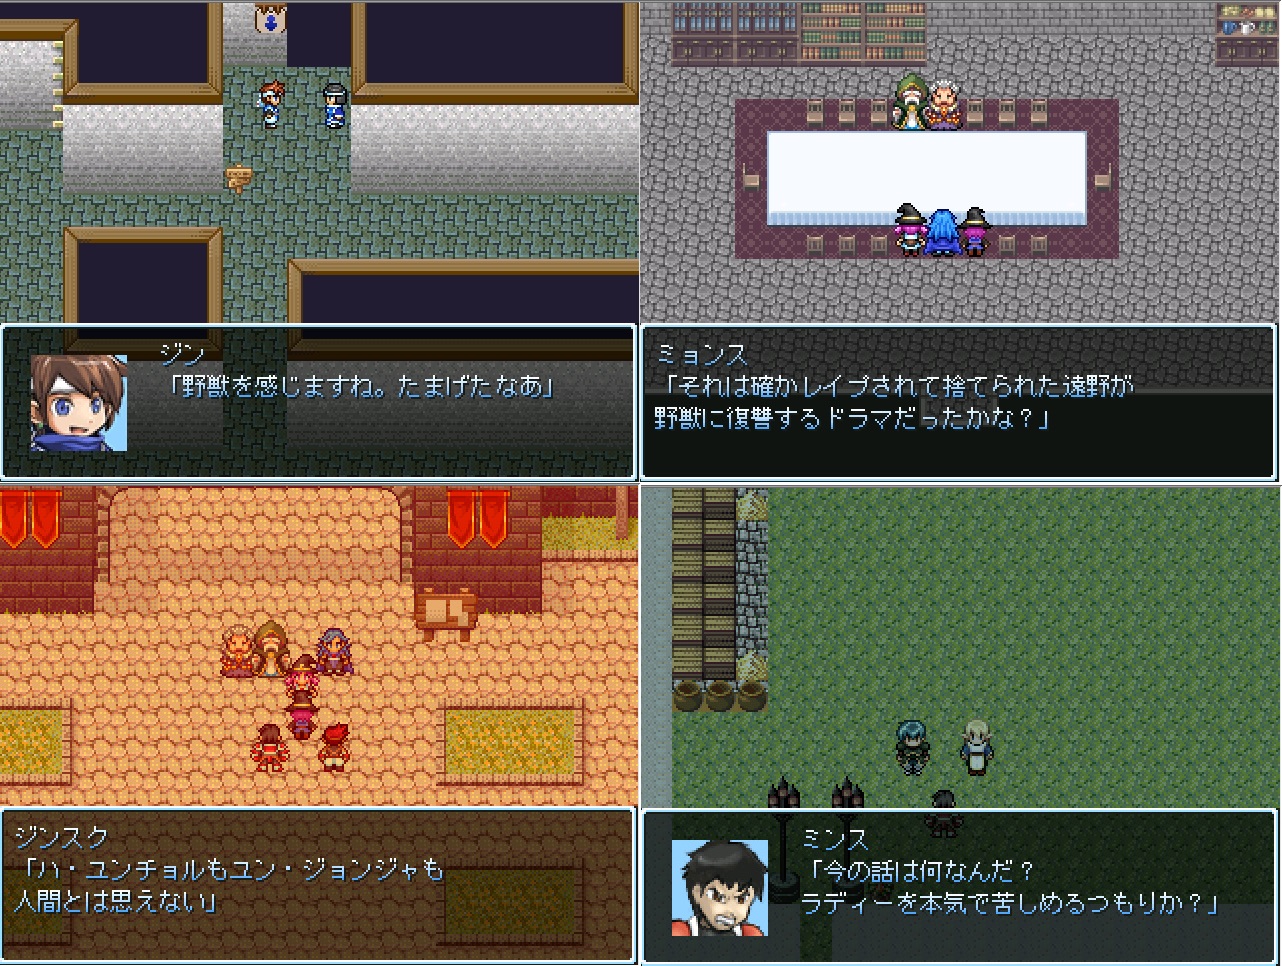 ジン
「野獣を感じますね。たまげたなあ」
ミョンス
「それは確かレイプされて捨てられた遠野が
野獣に復讐するドラマだったかな？」
ジンスク
「ハ・ユンチョルもユン・ジョンジャも
人間とは思えない」
ミンス
「今の話は何なんだ？
ラディーを本気で苦しめるつもりか？」